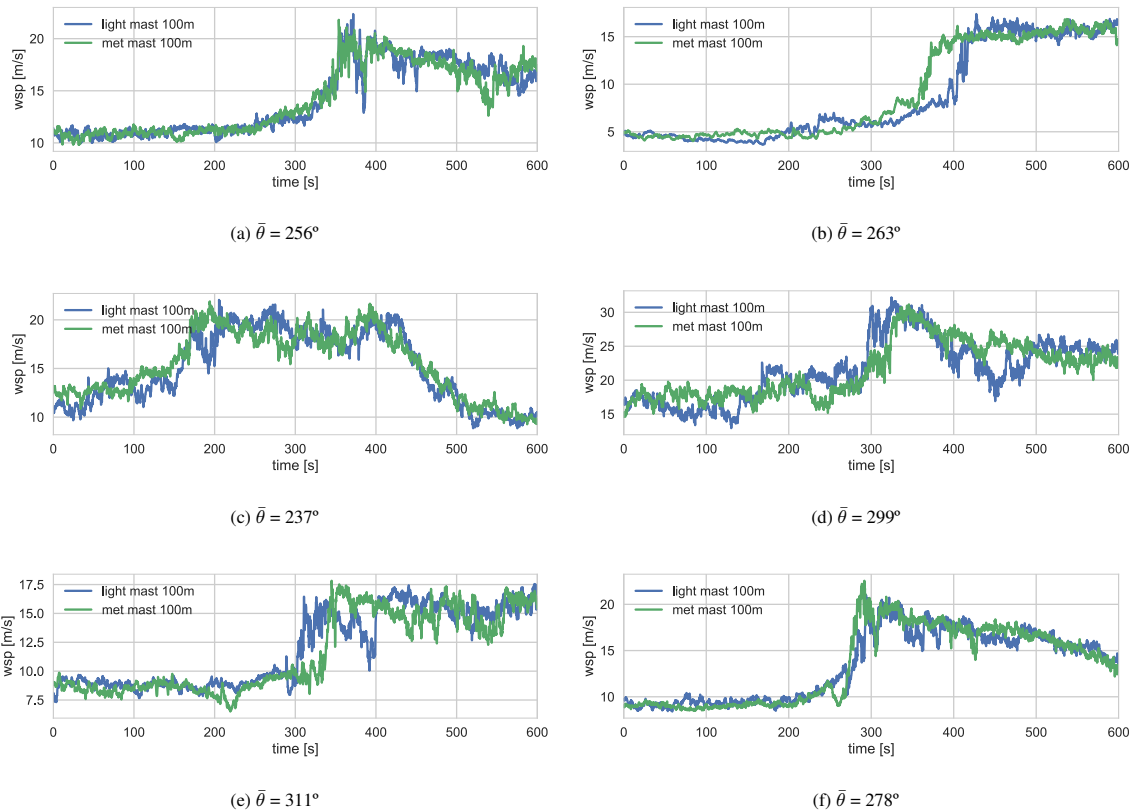 light mast 100m
met mast 100m
wsp [m/s]
20
15
10
0 100 200 300 400 500 600
time [s]
(a) θ̄ = 256º
light mast 100m
met mast 100m
wsp [m/s]
15
10
5
0 100 200 300 400 500 600
time [s]
(b) θ̄ = 263º
light mast 100m
met mast 100m
wsp [m/s]
20
15
10
0 100 200 300 400 500 600
time [s]
(c) θ̄ = 237º
light mast 100m
met mast 100m
wsp [m/s]
30
25
20
15
0 100 200 300 400 500 600
time [s]
(d) θ̄ = 299º
light mast 100m
met mast 100m
wsp [m/s]
17.5
15.0
12.5
10.0
7.5
0 100 200 300 400 500 600
time [s]
(e) θ̄ = 311º
light mast 100m
met mast 100m
wsp [m/s]
20
15
10
0 100 200 300 400 500 600
time [s]
(f) θ̄ = 278º